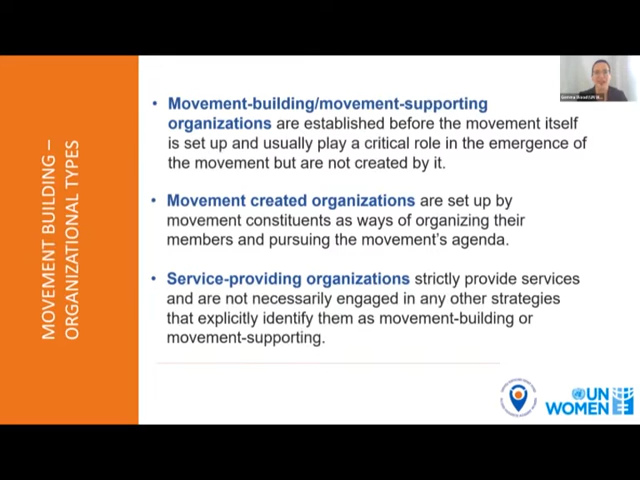 MOVEMENT BUILDING –
ORGANIZATIONAL TYPES
• Movement-building/movement-supporting
organizations are established before the movement itself
is set up and usually play a critical role in the emergence of
the movement but are not created by it.
• Movement created organizations are set up by
movement constituents as ways of organizing their
members and pursuing the movement's agenda.
• Service-providing organizations strictly provide services
and are not necessarily engaged in any other strategies
that explicitly identify them as movement-building or
movement-supporting.
UN
WOMEN